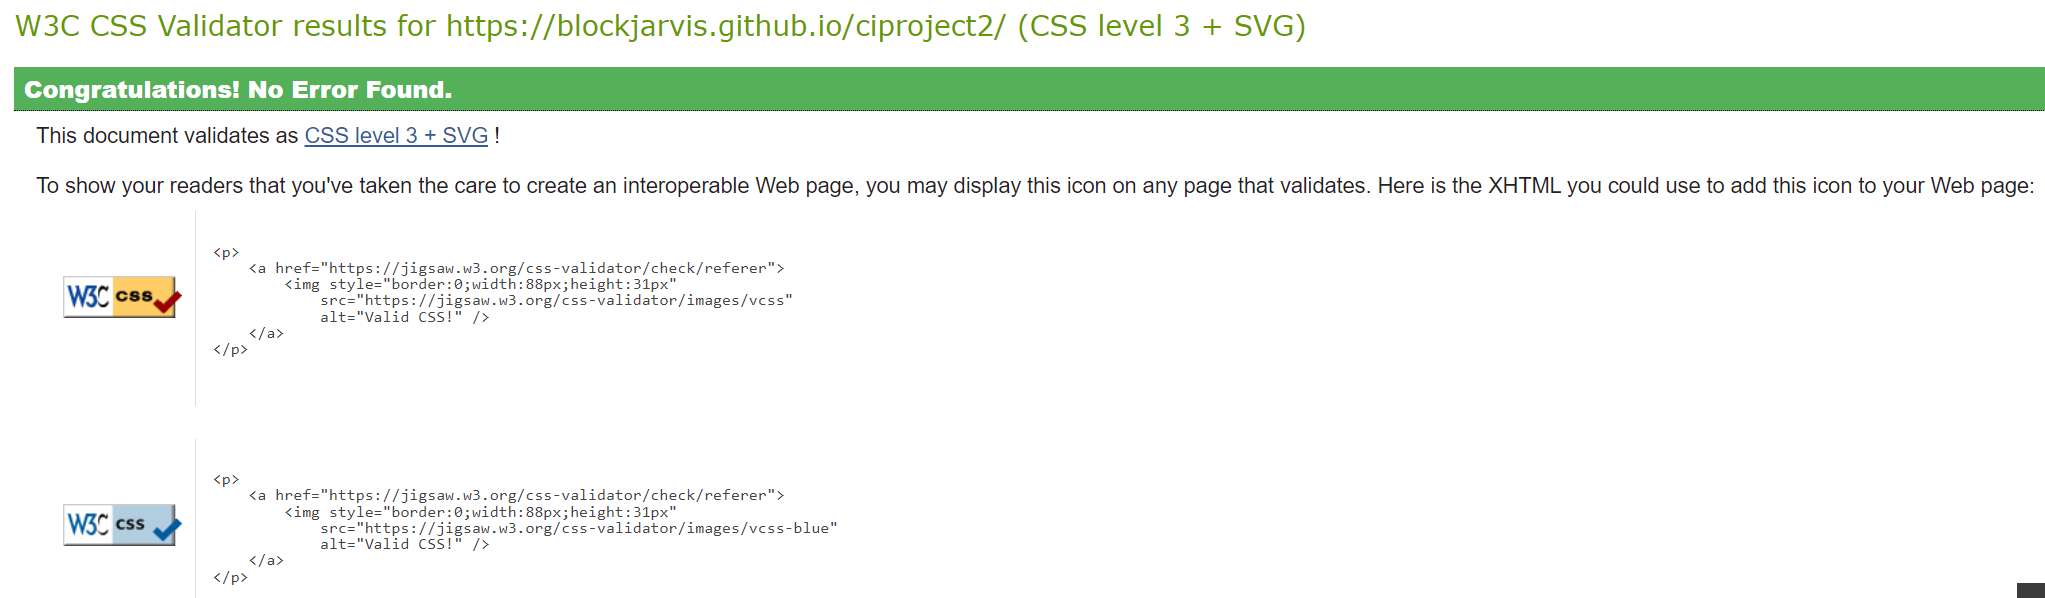 W3C CSS Validator results for https://blockjarvis.github.io/ciproject2/ (CSS level 3 + SVG)
Congratulations! No Error Found.
This document validates as CSS level 3 + SVG !
To show your readers that you've taken the care to create an interoperable Web page, you may display this icon on any page that validates. Here is the XHTML you could use to add this icon to your Web page:
W3C css
<p>
    <a href="https://jigsaw.w3.org/css-validator/check/referer">
        <img style="border:0;width:88px;height:31px"
            src="https://jigsaw.w3.org/css-validator/images/vcss"
            alt="Valid CSS!" />
    </a>
</p>
W3C css
<p>
    <a href="https://jigsaw.w3.org/css-validator/check/referer">
        <img style="border:0;width:88px;height:31px"
            src="https://jigsaw.w3.org/css-validator/images/vcss-blue"
            alt="Valid CSS!" />
    </a>
</p>